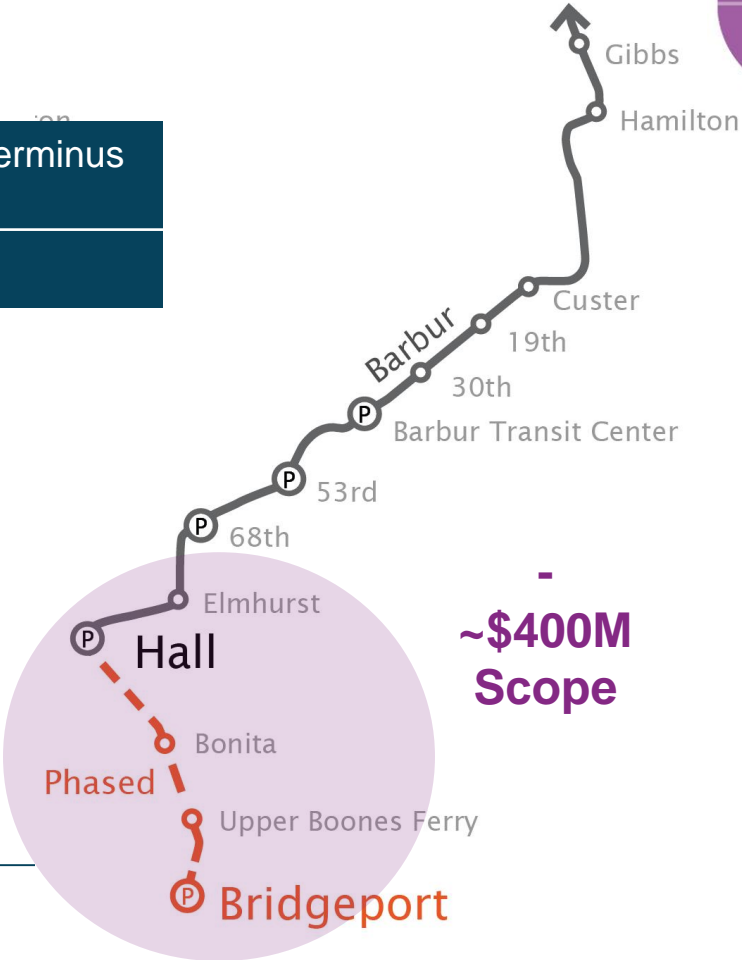 Gibbs
Hamilton
erminus
Custer
Barbur
19th
30th
P
Barbur Transit Center
P
53rd
P
68th
Elmhurst
-
~$400M
Scope
P
Hall
Bonita
Phased
Upper Boones Ferry
P
Bridgeport